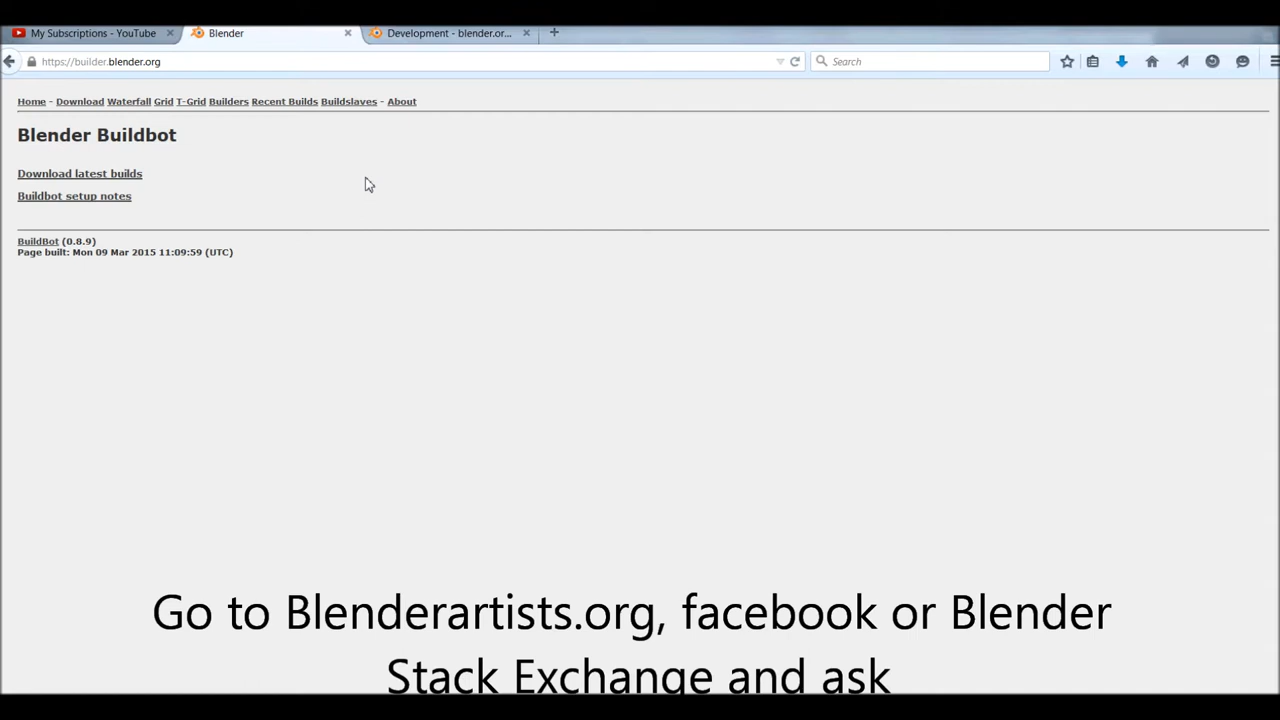 My Subscriptions - YouTube
Blender
Development - blender.or...
https://builder.blender.org
Search
Home - Download Waterfall Grid T-Grid Builders Recent Builds Buildslaves - About
Blender Buildbot
Download latest builds
Buildbot setup notes
BuildBot (0.8.9)
Page built: Mon 09 Mar 2015 11:09:59 (UTC)
Go to Blenderartists.org, facebook or Blender
Stack Exchange and ask